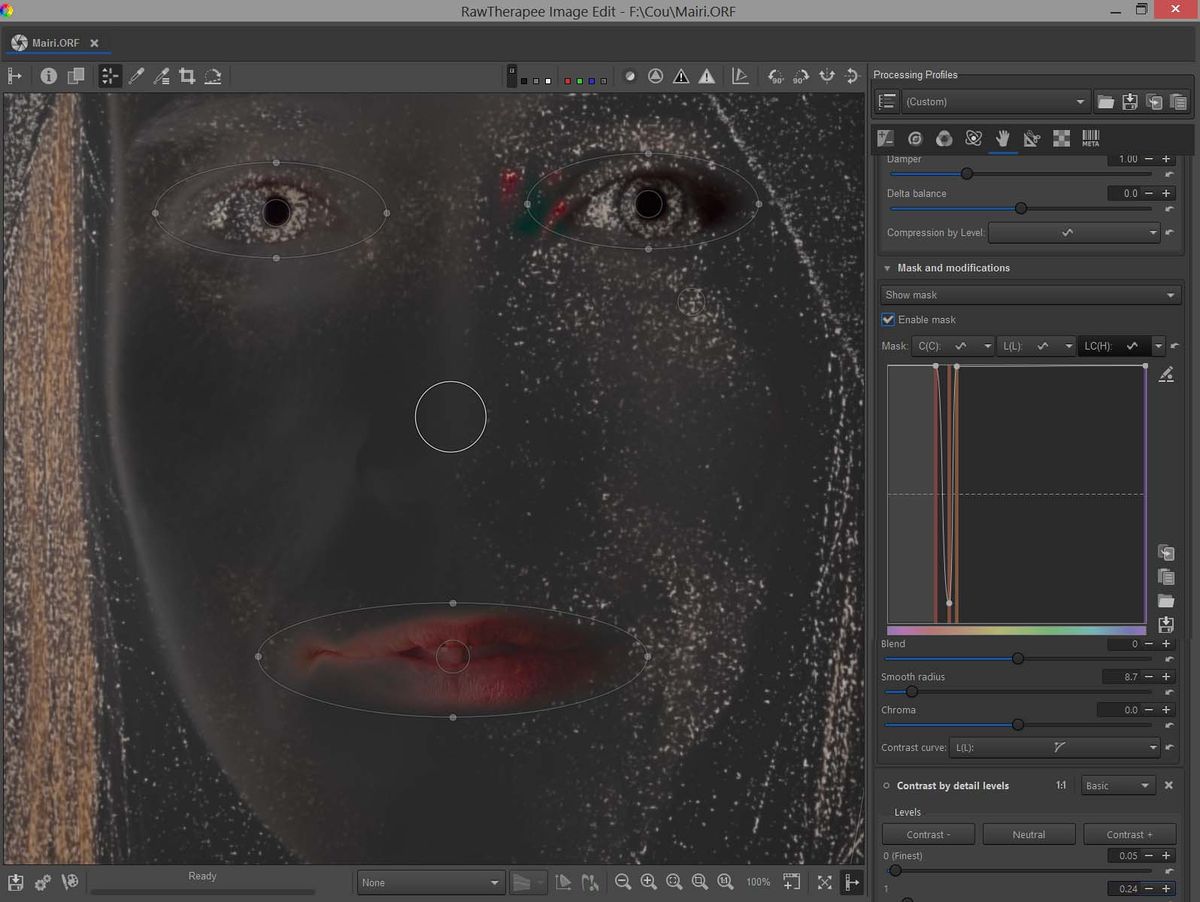 RawTherapee Image Edit - F:\Cou\Mairi.ORF
Mairi.ORF
Processing Profiles
(Custom)
META
Damper 1.00
Delta balance 0.0
Compression by Level:
Mask and modifications
Show mask
Enable mask
Mask: C(C): L(L): LC(H):
Blend 0
Smooth radius 8.7
Chroma 0.0
Contrast curve: L(L):
Contrast by detail levels 1:1 Basic
Levels
Contrast - Neutral Contrast +
0 (Finest) 0.05
1 0.24
Ready None 100%